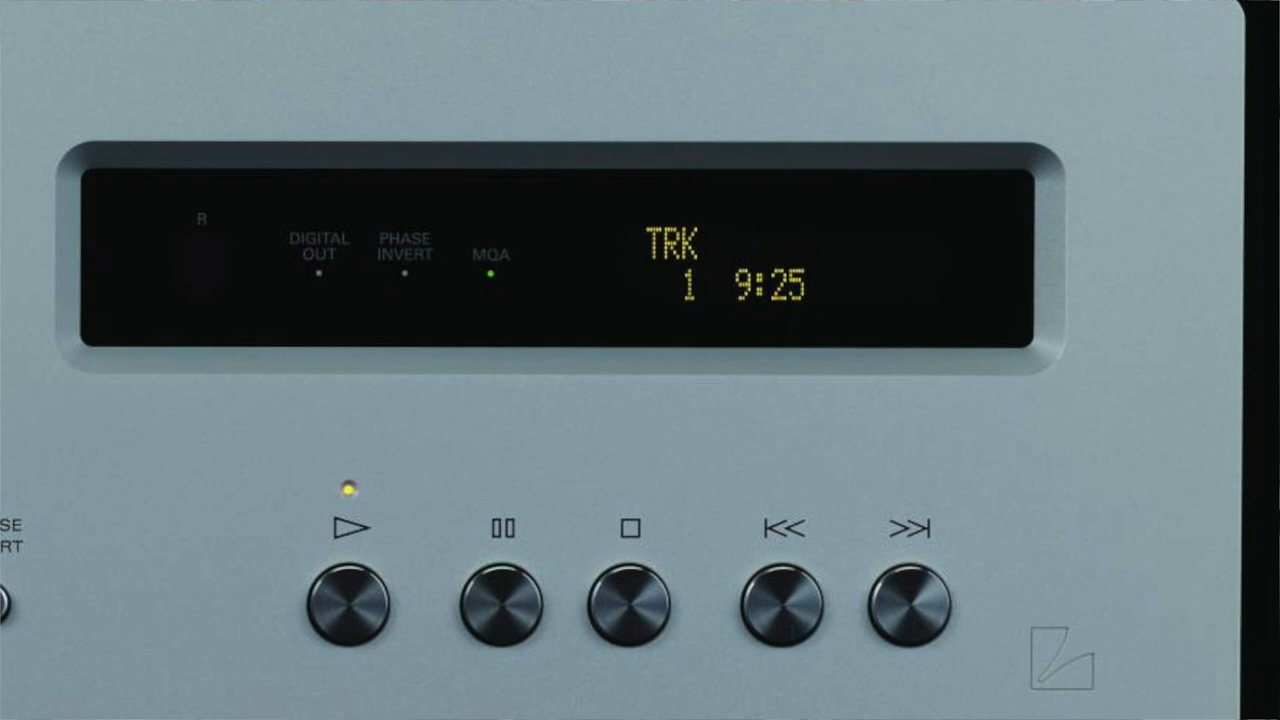 R
DIGITAL
OUT
PHASE
INVERT
MQA
TRK
1 9:25
SE
RT